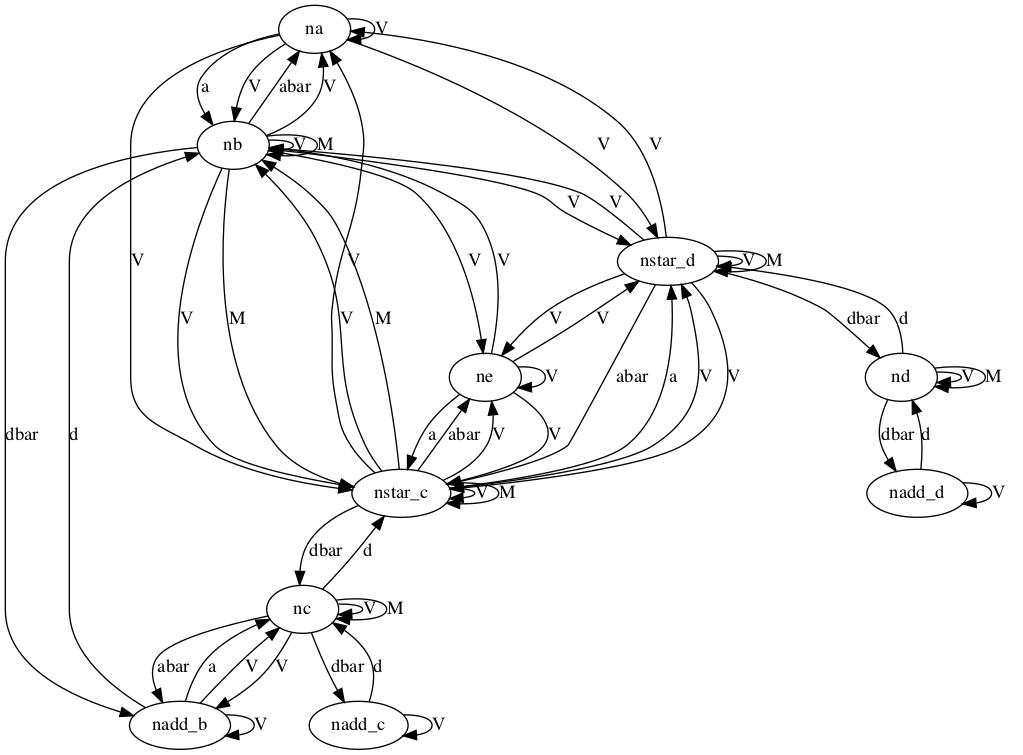 na V
a V abar V
nb V M
V V
V V
nstar_d V M
V V V
V M V M V V
dbar d
ne V
nd V M
abar a V V
dbar d
a abar V V
dbar d
nstar_c V M
nadd_d V
dbar d
nc V M
abar a V V dbar d
nadd_b V
nadd_c V